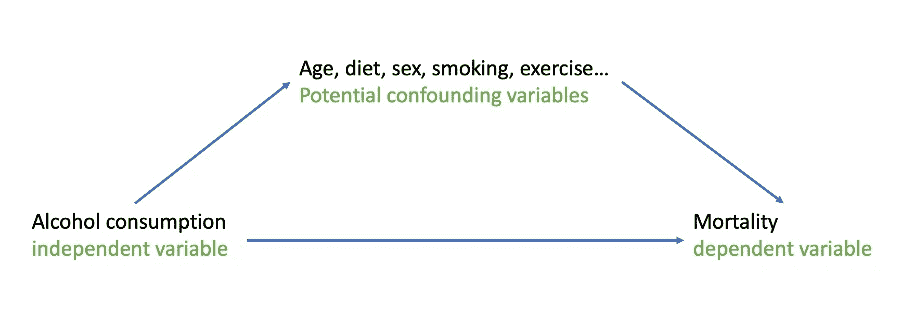 Age, diet, sex, smoking, exercise...
Potential confounding variables
Alcohol consumption
independent variable
Mortality
dependent variable